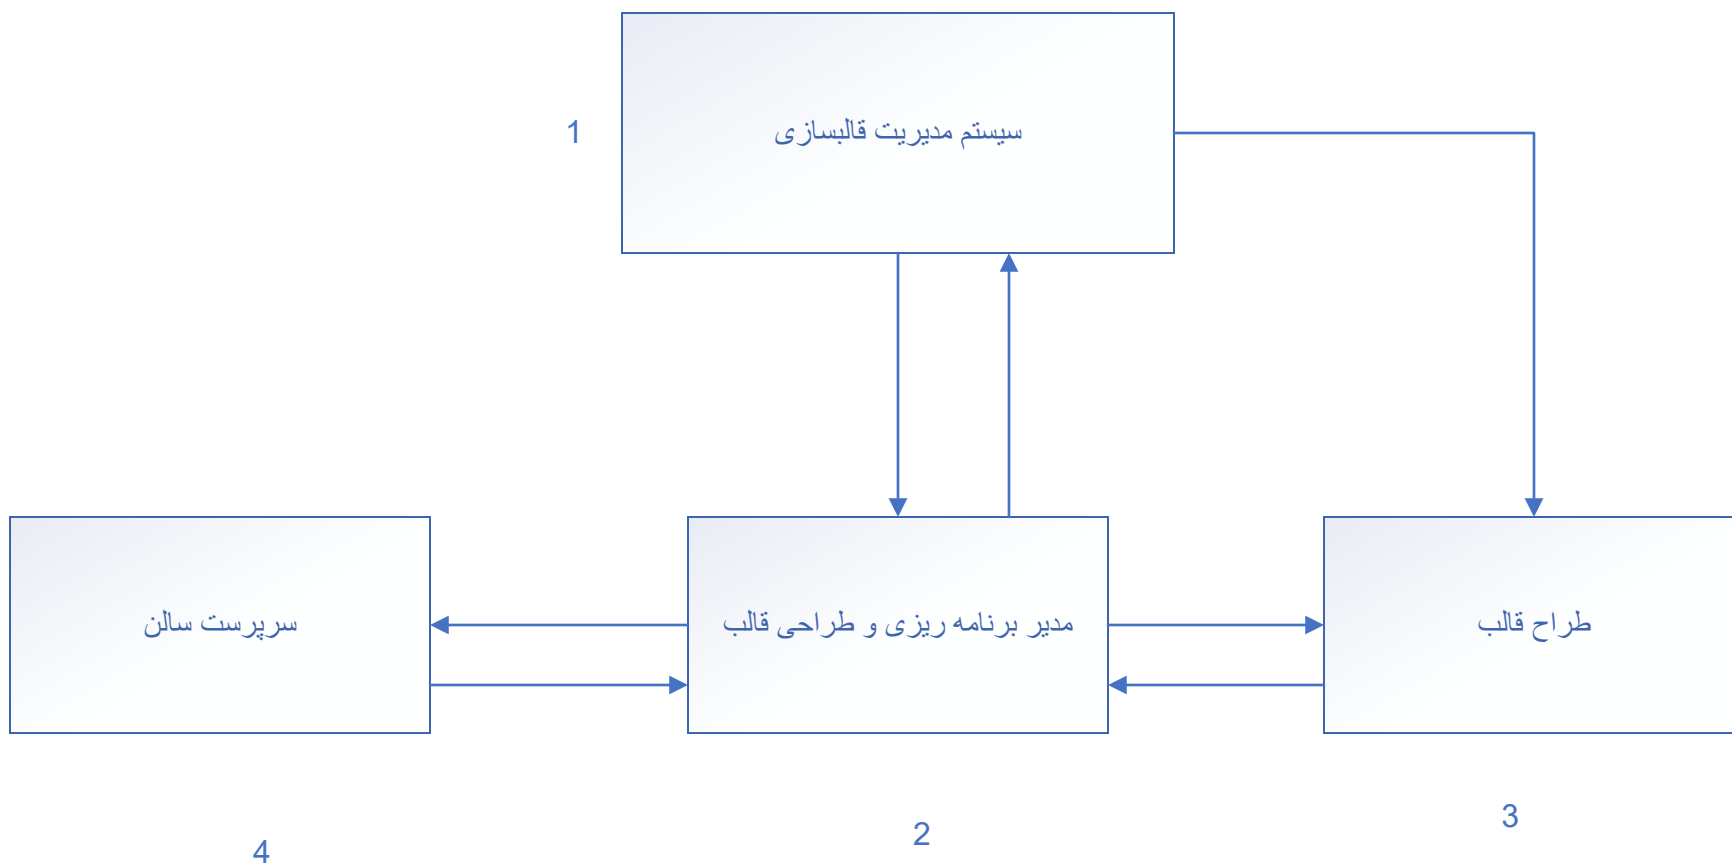 سیستم مدیریت قالبسازی
1
سرپرست سالن
مدیر برنامه ریزی و طراحی قالب
طراح قالب
3
2
4